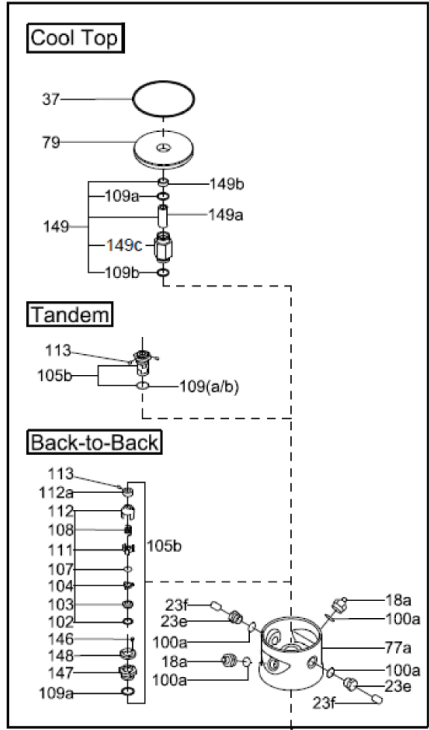 Cool Top
37
79
149b
109a
149a
149
149c
109b
Tandem
113
105b
109(a/b)
Back-to-Back
113
112a
112
108
105b
111
107
104
103
102
146
148
147
109a
23f
23e
100a
18a
100a
77a
18a
100a
100a
23e
23f